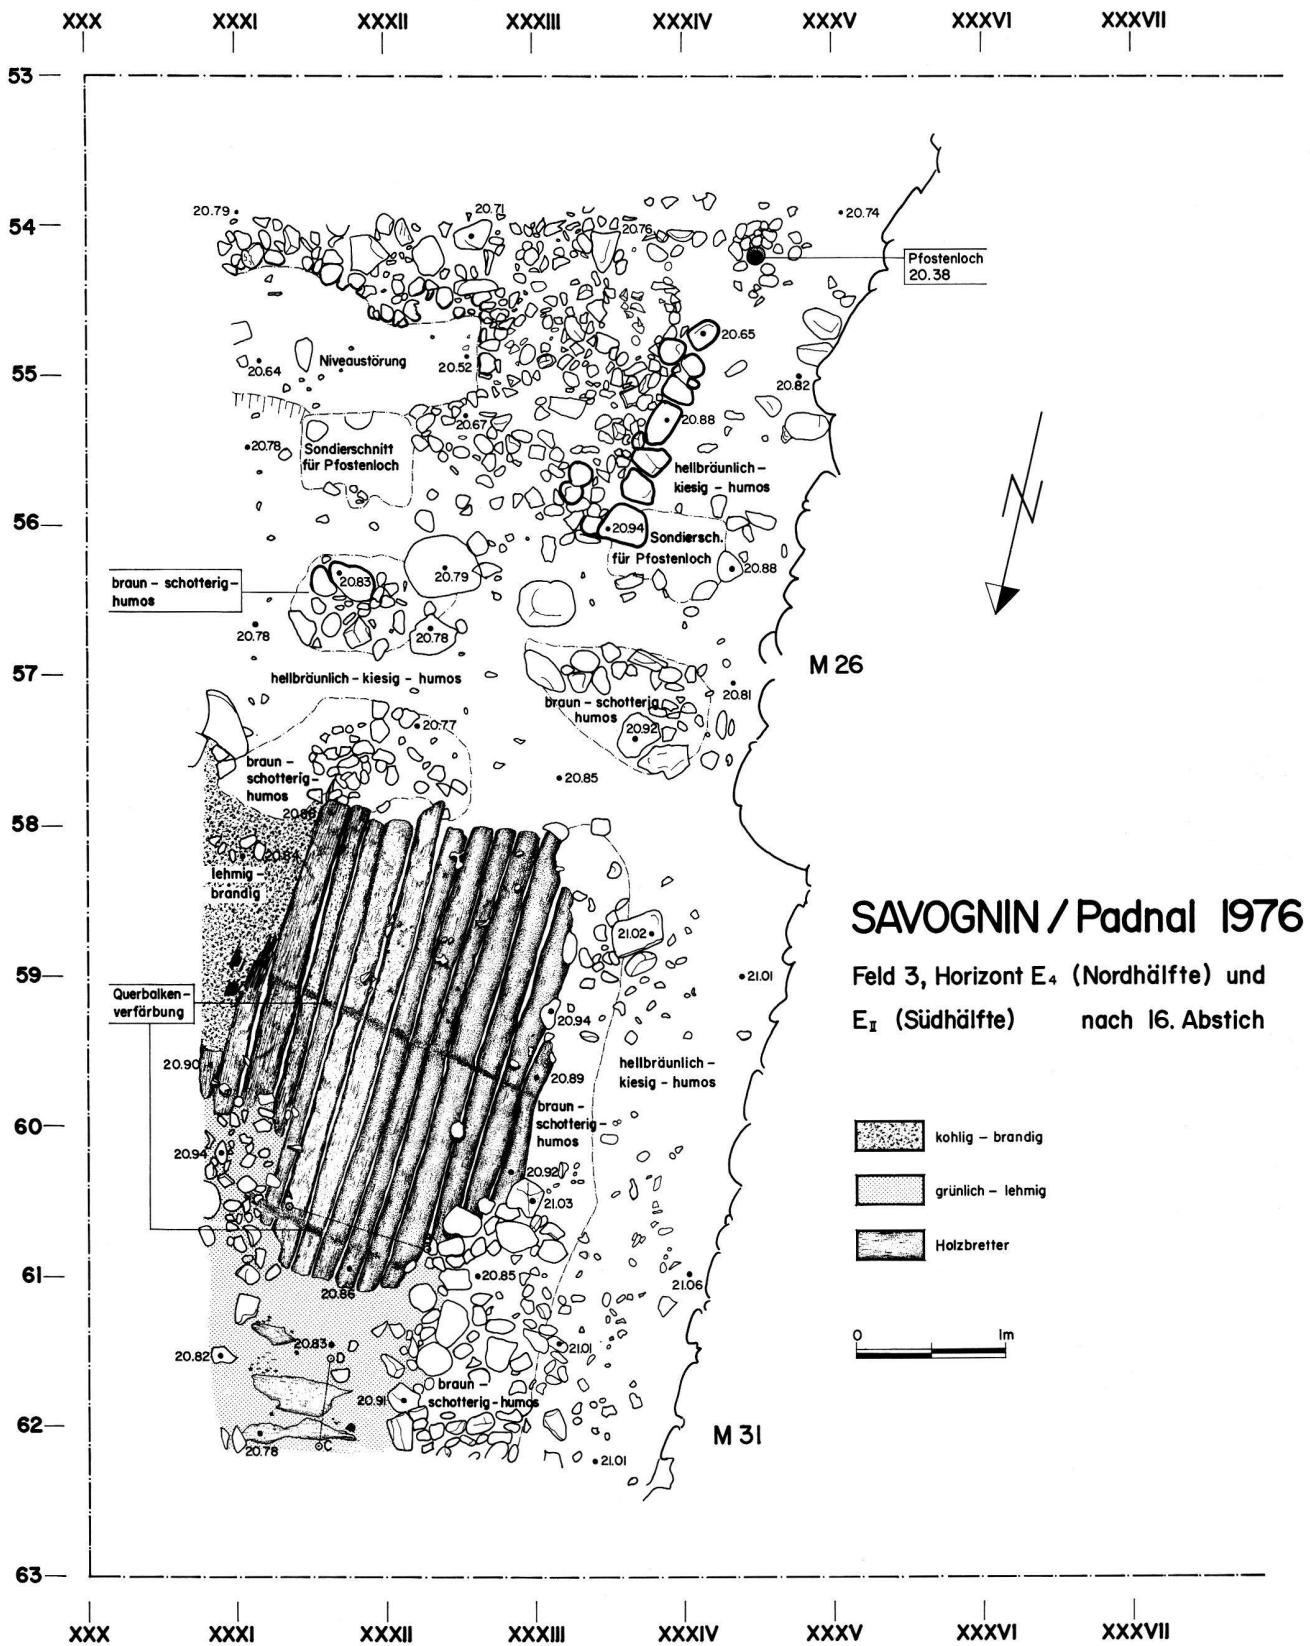 XXX XXXI XXXII XXXIII XXXIV XXXV XXXVI XXXVII
53
54
55
56
57
58
59
60
61
62
63
20.79
20.71
20.76
20.74
Pfostenloch
20.38
20.65
Niveaustörung
20.64
20.52
20.82
20.67
20.88
20.78
Sondierschnitt
für Pfostenloch
hellbräunlich –
kiesig – humos
20.94
Sondiersch.
für Pfostenloch
20.88
braun – schotterig –
humos
20.83
20.79
20.78
20.78
M 26
hellbräunlich – kiesig – humos
20.81
braun – schotterig
humos
20.92
20.77
braun –
schotterig –
humos
20.85
20.84
lehmig –
brandig
21.02
21.01
SAVOGNIN / Padnal 1976
Feld 3, Horizont E₄ (Nordhälfte) und
E_II (Südhälfte) nach 16. Abstich
Querbalken –
verfärbung
20.94
20.90
20.89
hellbräunlich –
kiesig – humos
braun –
schotterig –
humos
20.94
20.92
21.03
A
B
kohlig – brandig
grünlich – lehmig
Holzbretter
20.86
20.85
21.06
0 1m
20.83
20.82
D
21.01
20.91
braun –
schotterig – humos
20.78
C
21.01
M 31
N
XXX XXXI XXXII XXXIII XXXIV XXXV XXXVI XXXVII